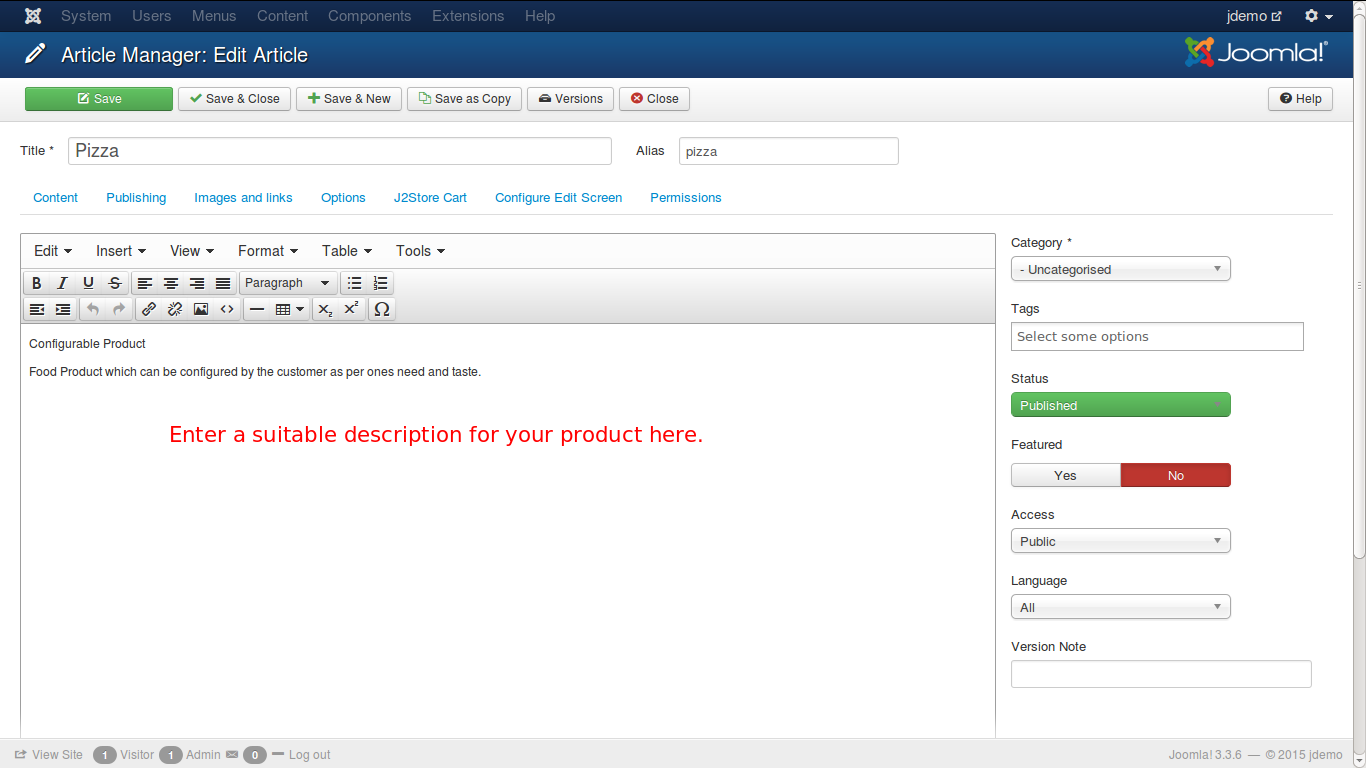 System Users Menus Content Components Extensions Help jdemo
Article Manager: Edit Article Joomla!®
Save Save & Close Save & New Save as Copy Versions Close Help
Title * Pizza Alias pizza
Content Publishing Images and links Options J2Store Cart Configure Edit Screen Permissions
Edit Insert View Format Table Tools
B I U S Paragraph
Configurable Product
Food Product which can be configured by the customer as per ones need and taste.
Enter a suitable description for your product here.
Category *
- Uncategorised
Tags
Select some options
Status
Published
Featured
Yes No
Access
Public
Language
All
Version Note
View Site 1 Visitor 1 Admin 0 Log out Joomla! 3.3.6 — © 2015 jdemo